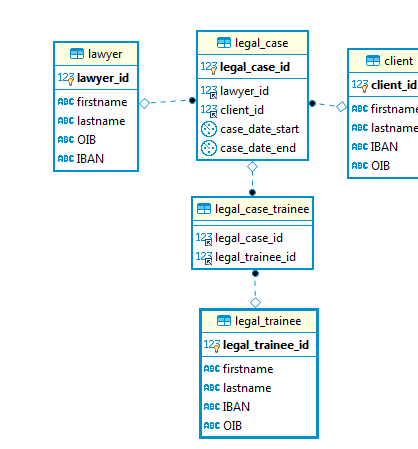 lawyer
123 lawyer_id
ABC firstname
ABC lastname
ABC OIB
ABC IBAN
legal_case
123 legal_case_id
123 lawyer_id
123 client_id
case_date_start
case_date_end
client
123 client_id
ABC firstname
ABC lastname
ABC IBAN
ABC OIB
legal_case_trainee
123 legal_case_id
123 legal_trainee_id
legal_trainee
123 legal_trainee_id
ABC firstname
ABC lastname
ABC IBAN
ABC OIB